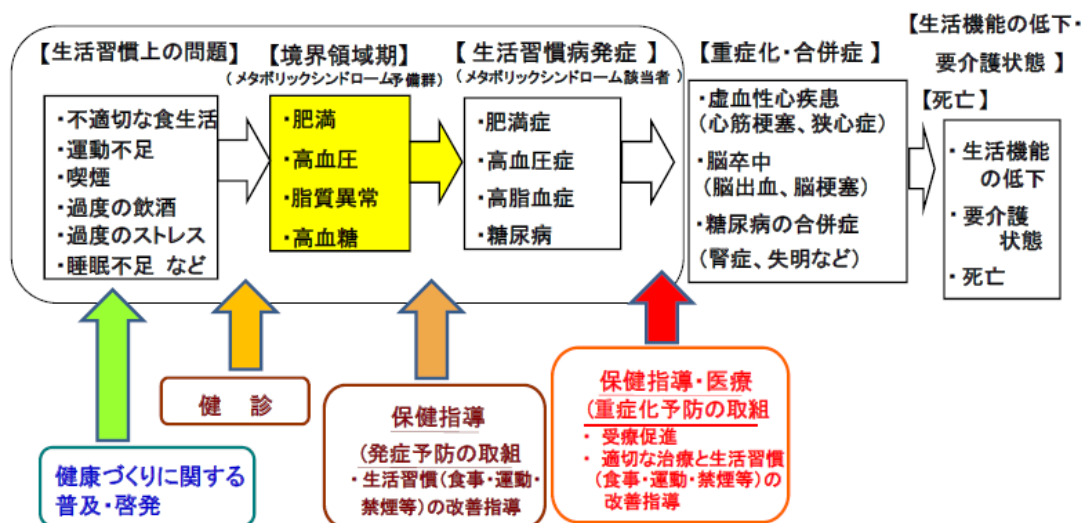 【生活習慣上の問題】
・不適切な食生活
・運動不足
・喫煙
・過度の飲酒
・過度のストレス
・睡眠不足 など
【境界領域期】
(メタボリックシンドローム予備群)
・肥満
・高血圧
・脂質異常
・高血糖
【生活習慣病発症】
(メタボリックシンドローム該当者)
・肥満症
・高血圧症
・高脂血症
・糖尿病
【重症化・合併症】
・虚血性心疾患
(心筋梗塞、狭心症)
・脳卒中
(脳出血、脳梗塞)
・糖尿病の合併症
(腎症、失明など)
【生活機能の低下・
要介護状態 】
【死亡】
・生活機能
の低下
・要介護
状態
・死亡
健康づくりに関する
普及・啓発
健 診
保健指導
(発症予防の取組
・生活習慣(食事・運動・
禁煙等)の改善指導
保健指導・医療
(重症化予防の取組
・ 受療促進
・ 適切な治療と生活習慣
(食事・運動・禁煙等)の
改善指導